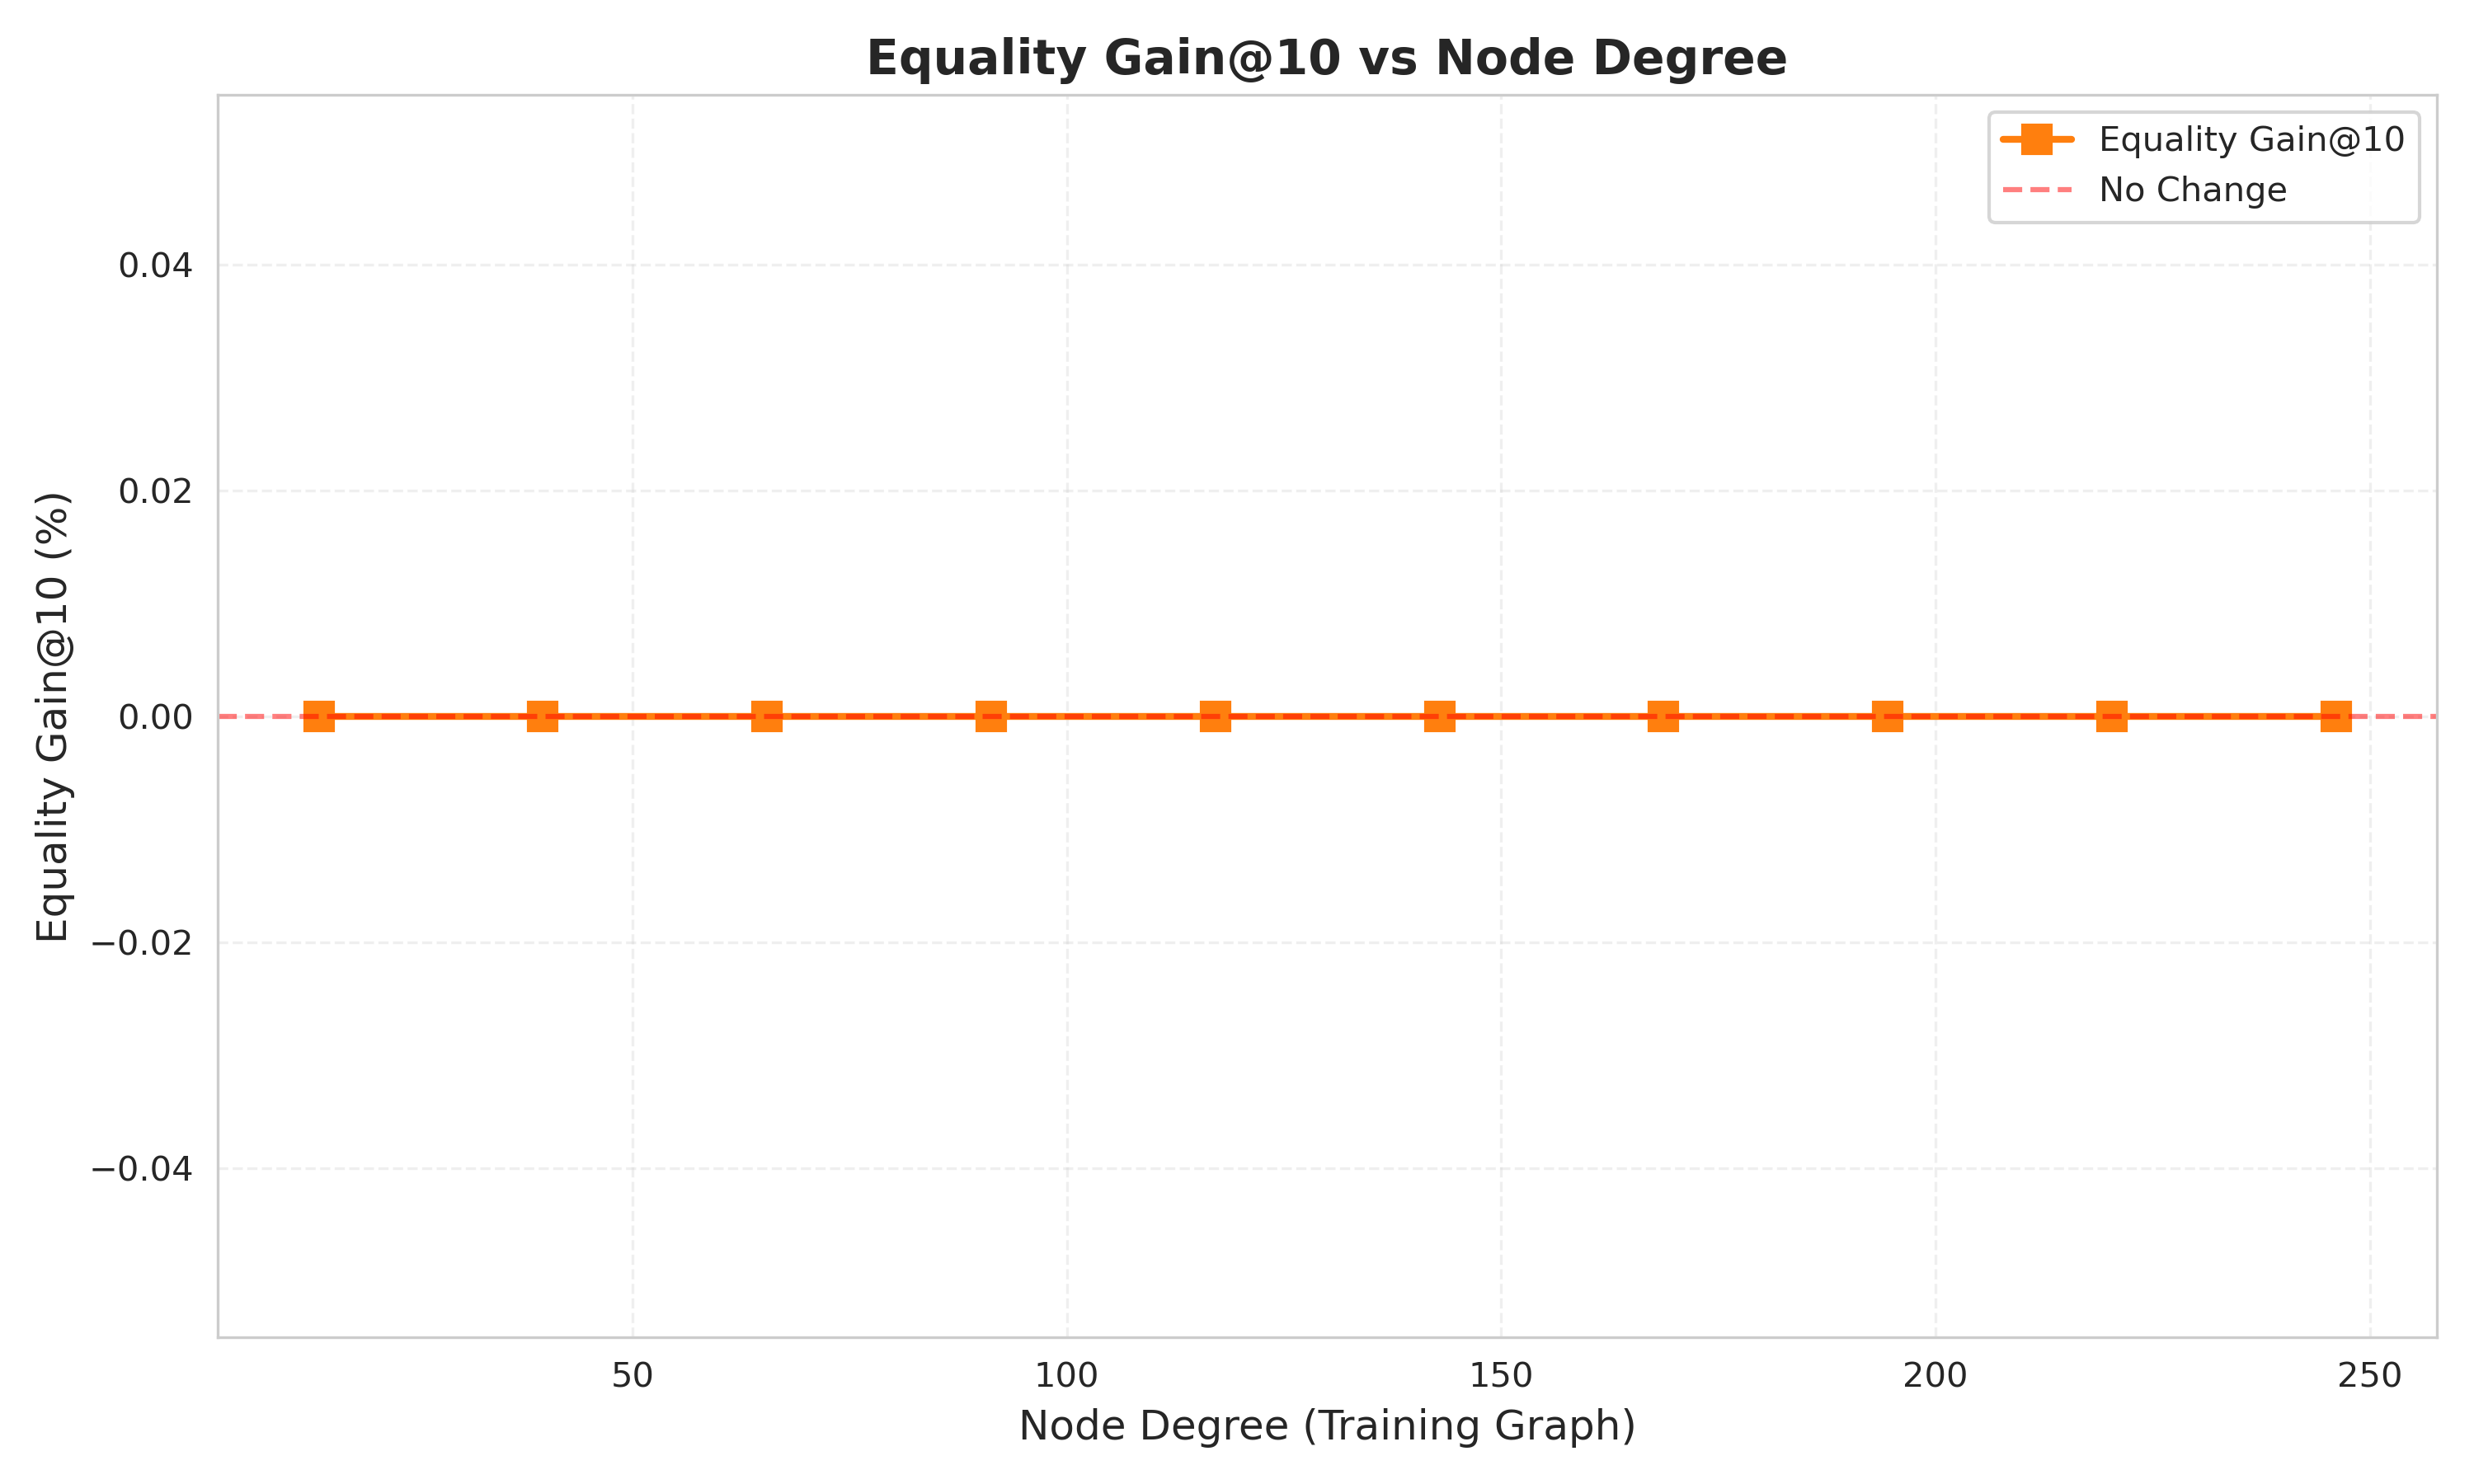 Equality Gain@10 vs Node Degree
Equality Gain@10
No Change
Equality Gain@10 (%)
0.04
0.02
0.00
−0.02
−0.04
50 100 150 200 250
Node Degree (Training Graph)